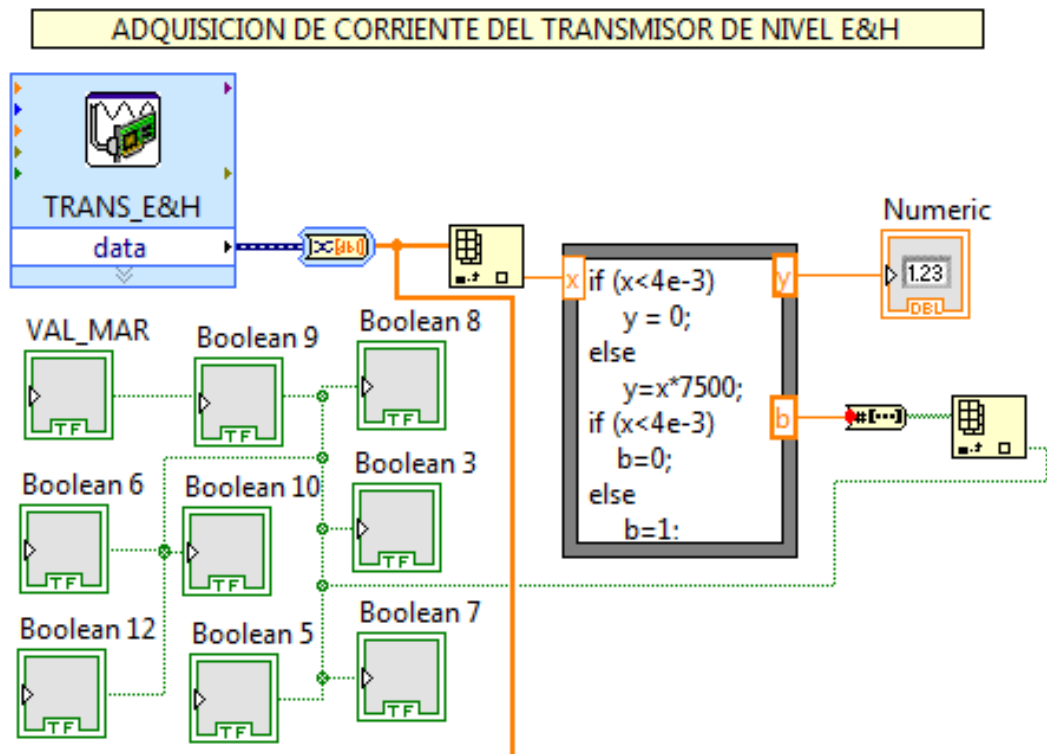 ADQUISICION DE CORRIENTE DEL TRANSMISOR DE NIVEL E&H
TRANS_E&H
data
[dbl]
x
if (x<4e-3)
y = 0;
else
y=x*7500;
if (x<4e-3)
b=0;
else
b=1:
y
b
Numeric
1.23
DBL
#[···]
VAL_MAR
TF
Boolean 9
TF
Boolean 8
TF
Boolean 6
TF
Boolean 10
TF
Boolean 3
TF
Boolean 12
TF
Boolean 5
TF
Boolean 7
TF